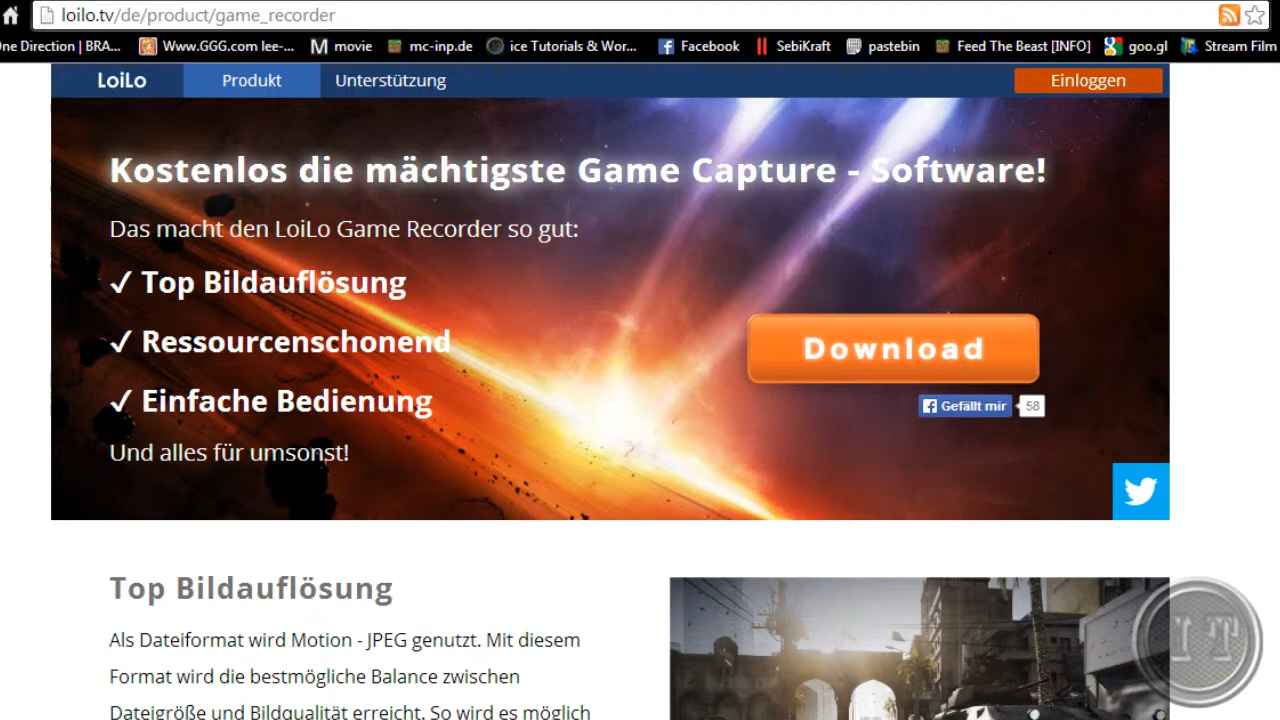 loilo.tv/de/product/game_recorder
One Direction | BRA... Www.GGG.com lee-... movie mc-inp.de ice Tutorials & Wor... Facebook SebiKraft pastebin Feed The Beast [INFO] goo.gl Stream Film
LoiLo Produkt Unterstützung Einloggen
Kostenlos die mächtigste Game Capture - Software!
Das macht den LoiLo Game Recorder so gut:
✓ Top Bildauflösung
✓ Ressourcenschonend
Download
✓ Einfache Bedienung
Gefällt mir 58
Und alles für umsonst!
Top Bildauflösung
Als Dateiformat wird Motion - JPEG genutzt. Mit diesem
Format wird die bestmögliche Balance zwischen
Dateigröße und Bildqualität erreicht. So wird es möglich
IT